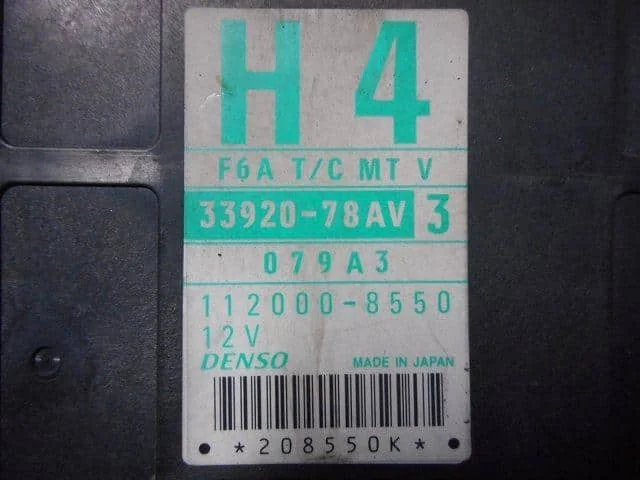 H 4
F6A T/C MT V
33920-78AV 3
079A3
112000-8550
12V
DENSO MADE IN JAPAN
*208550K*